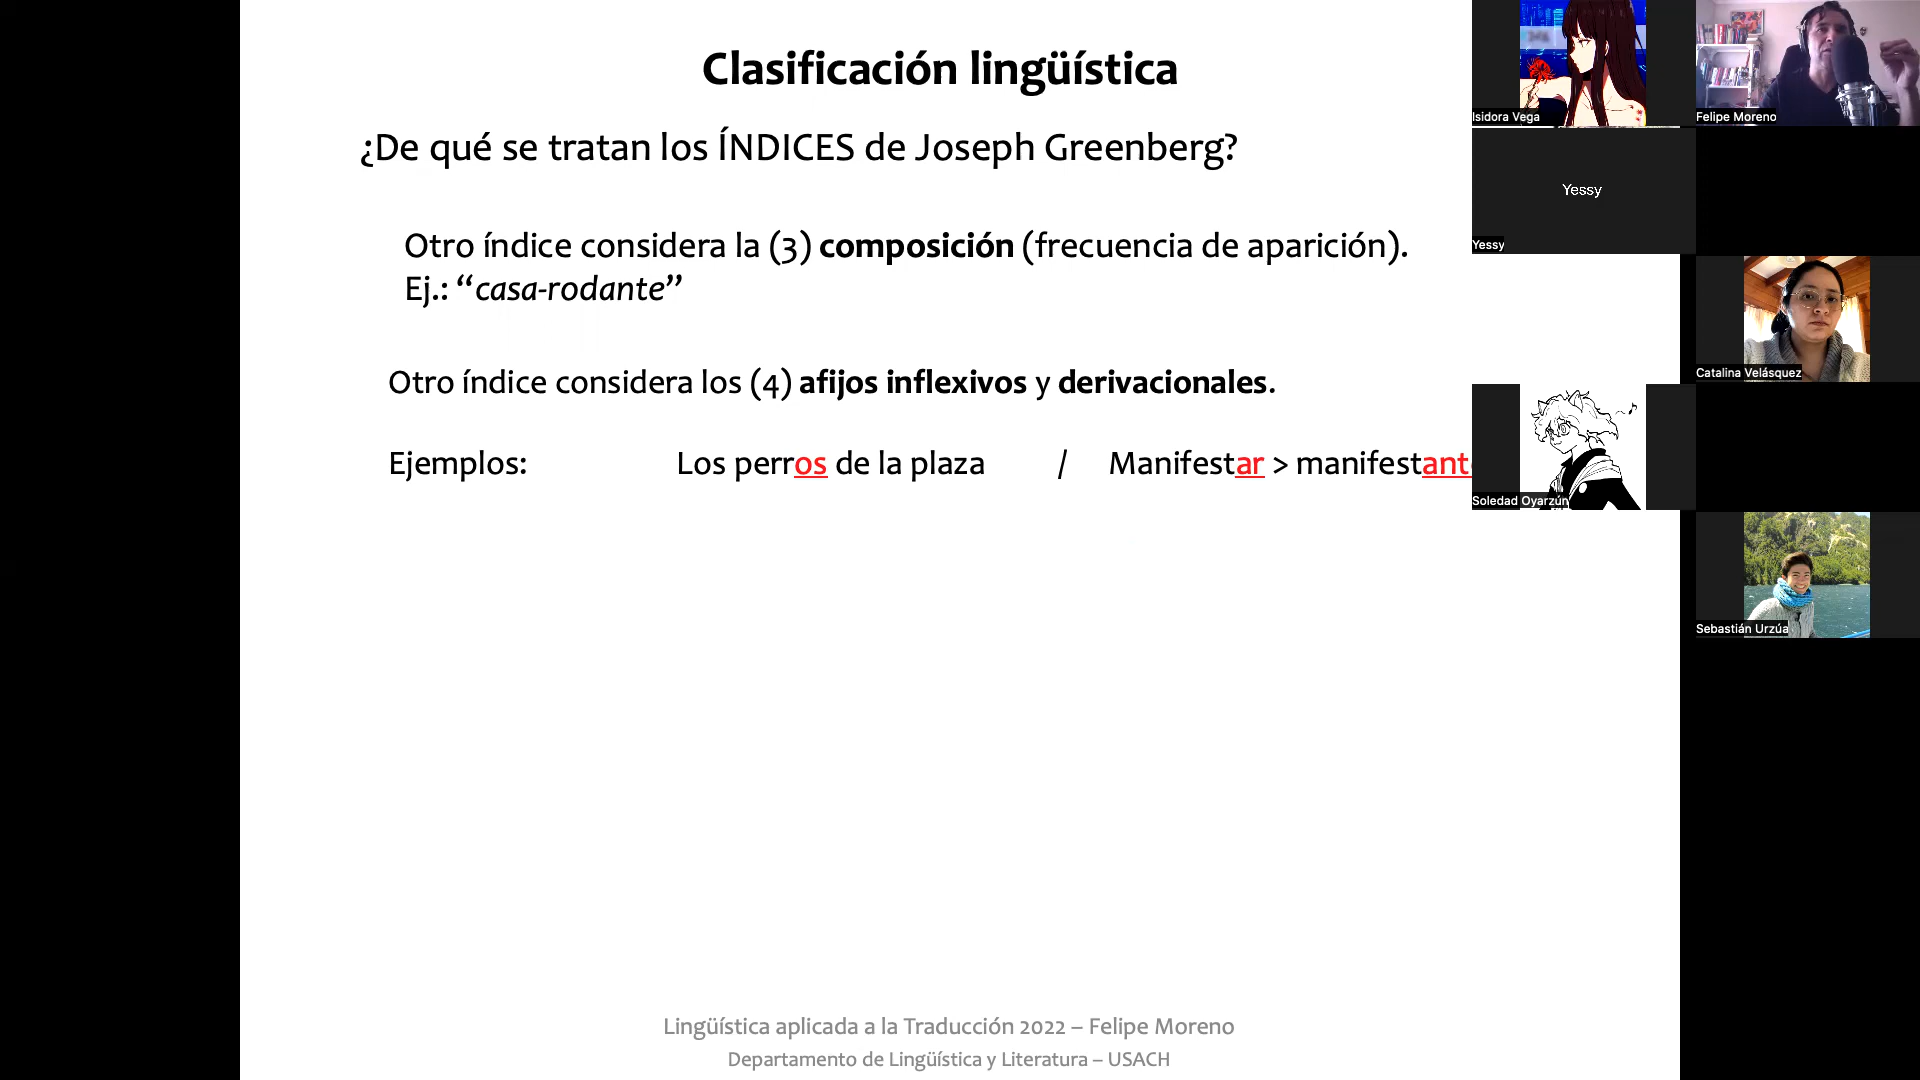 Clasificación lingüística
¿De qué se tratan los ÍNDICES de Joseph Greenberg?
Otro índice considera la (3) composición (frecuencia de aparición).
Ej.: “casa-rodante”
Otro índice considera los (4) afijos inflexivos y derivacionales.
Ejemplos: Los perros de la plaza / Manifestar >
Lingüística aplicada a la Traducción 2022 – Felipe Moreno
Departamento de Lingüística y Literatura – USACH
Isidora Vega
Felipe Moreno
Yessy
Yessy
Catalina Velásquez
Soledad Oyarzún
Sebastián Urzúa